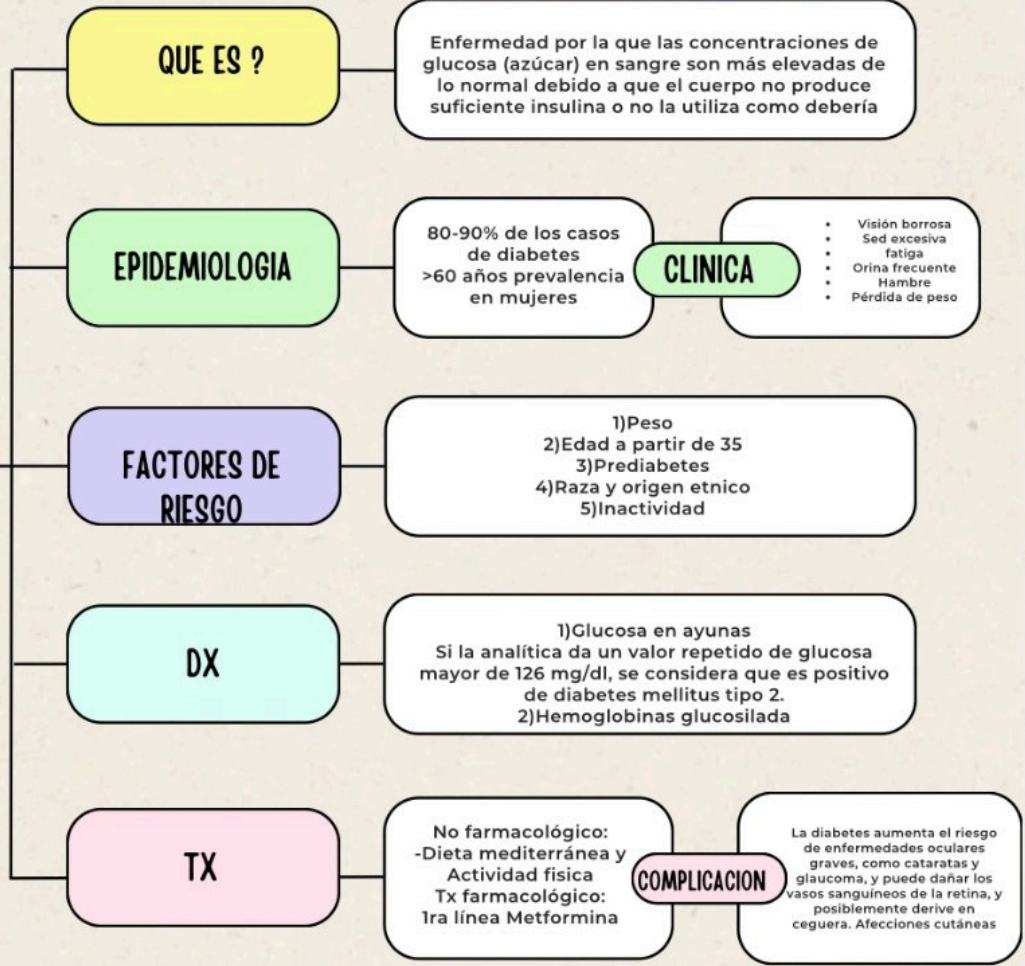 QUE ES ?
Enfermedad por la que las concentraciones de
glucosa (azúcar) en sangre son más elevadas de
lo normal debido a que el cuerpo no produce
suficiente insulina o no la utiliza como debería
EPIDEMIOLOGIA
80-90% de los casos
de diabetes
>60 años prevalencia
en mujeres
CLINICA
• Visión borrosa
• Sed excesiva
• fatiga
• Orina frecuente
• Hambre
• Pérdida de peso
FACTORES DE
RIESGO
1)Peso
2)Edad a partir de 35
3)Prediabetes
4)Raza y origen etnico
5)Inactividad
DX
1)Glucosa en ayunas
Si la analítica da un valor repetido de glucosa
mayor de 126 mg/dl, se considera que es positivo
de diabetes mellitus tipo 2.
2)Hemoglobinas glucosilada
TX
No farmacológico:
-Dieta mediterránea y
Actividad fisica
Tx farmacológico:
1ra línea Metformina
COMPLICACION
La diabetes aumenta el riesgo
de enfermedades oculares
graves, como cataratas y
glaucoma, y puede dañar los
vasos sanguíneos de la retina, y
posiblemente derive en
ceguera. Afecciones cutáneas